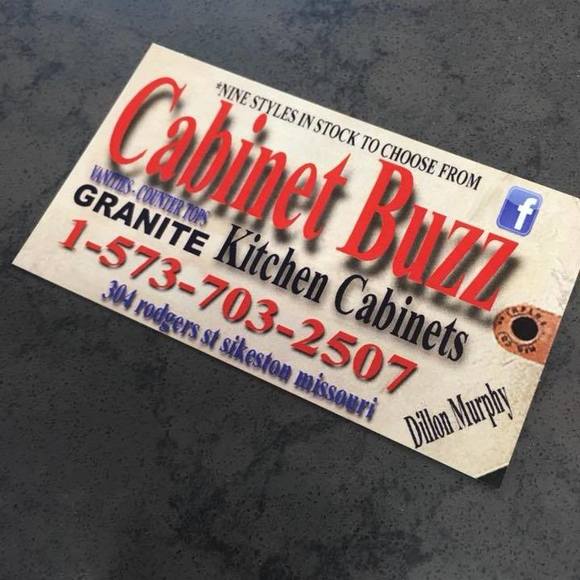 *NINE STYLES IN STOCK TO CHOOSE FROM
Cabinet Buzz
f
VANITIES - COUNTER TOPS
GRANITE Kitchen Cabinets
1-573-703-2507
304 rodgers st sikeston missouri
Dillon Murphy